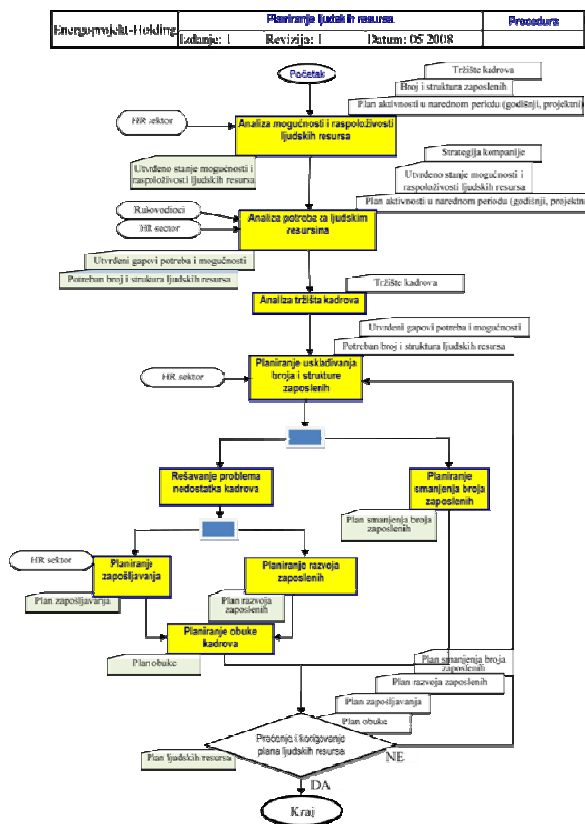 Energoprojekt-Holding
Planiranje ljudskih resursa
Procedura
Izdanje: 1 Revizija: 1 Datum: 05 2008
Početak
Tržište kadrova
Broj i struktura zaposlenih
Plan aktivnosti u narednom periodu (godišnji, projektni)
HR sektor
Analiza mogućnosti i raspoloživosti
ljudskih resursa
Strategija kompanije
Utvrđeno stanje mogućnosti i
raspoloživosti ljudskih resursa
Utvrđeno stanje mogućnosti i
raspoloživosti ljudskih resursa
Plan aktivnosti u narednom periodu (godišnji, projektni
Rukovodioci
HR sector
Analiza potreba za ljudskim
resursima
Utvrđeni gapovi potreba i mogućnosti
Potreban broj i struktura ljudskih resursa
Analiza tržišta kadrova
Tržište kadrova
Utvrđeni gapovi potreba i mogućnosti
Potreban broj i struktura ljudskih resursa
HR sektor
Planiranje usklađivanja
broja i strukture
zaposlenih
Rešavanje problema
nedostatka kadrova
Planiranje
smanjenja broja
zaposlenih
Plan smanjenja broja
zaposlenih
HR sektor
Planiranje
zapošljavanja
Planiranje razvoja
zaposlenih
Plan zapošljavanja
Plan razvoja
zaposlenih
Planiranje obuke
kadrova
Plan obuke
Plan smanjenja broja
zaposlenih
Plan razvoja zaposlenih
Plan zapošljavanja
Plan obuke
Praćenje i korigovanje
plana ljudskih resursa
Plan ljudskih resursa
NE
DA
Kraj